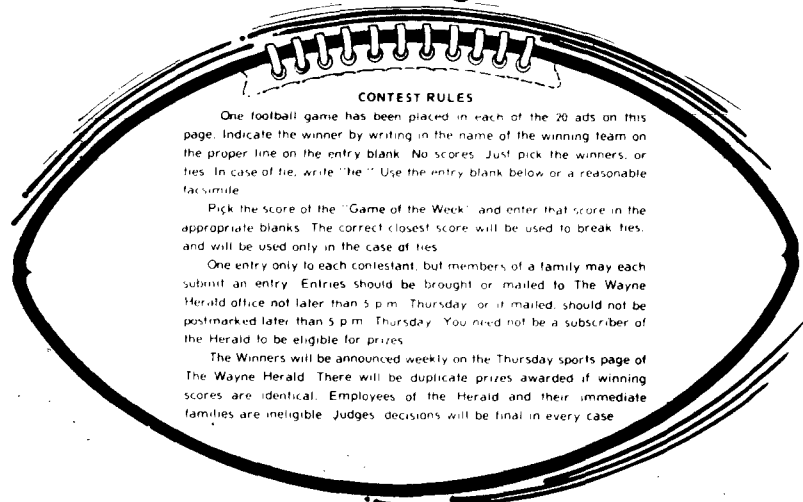 CONTEST RULES
One football game has been placed in each of the 20 ads on this
page. Indicate the winner by writing in the name of the winning team on
the proper line on the entry blank. No scores. Just pick the winners, or
ties. In case of tie, write "tie." Use the entry blank below or a reasonable
facsimile
Pick the score of the "Game of the Week" and enter that score in the
appropriate blanks. The correct closest score will be used to break ties,
and will be used only in the case of ties
One entry only to each contestant, but members of a family may each
submit an entry. Entries should be brought or mailed to The Wayne
Herald office not later than 5 p.m. Thursday or if mailed, should not be
postmarked later than 5 p.m. Thursday. You need not be a subscriber of
the Herald to be eligible for prizes
The Winners will be announced weekly on the Thursday sports page of
The Wayne Herald. There will be duplicate prizes awarded if winning
scores are identical. Employees of the Herald and their immediate
families are ineligible. Judges decisions will be final in every case